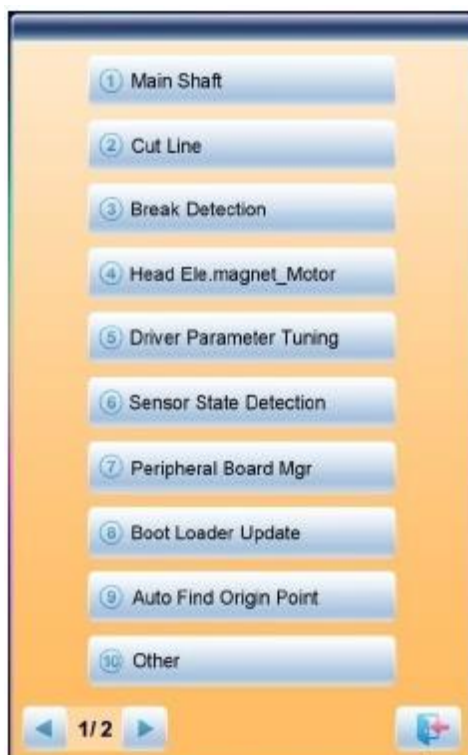 1 Main Shaft
2 Cut Line
3 Break Detection
4 Head Ele.magnet_Motor
5 Driver Parameter Tuning
6 Sensor State Detection
7 Peripheral Board Mgr
8 Boot Loader Update
9 Auto Find Origin Point
10 Other
1/2